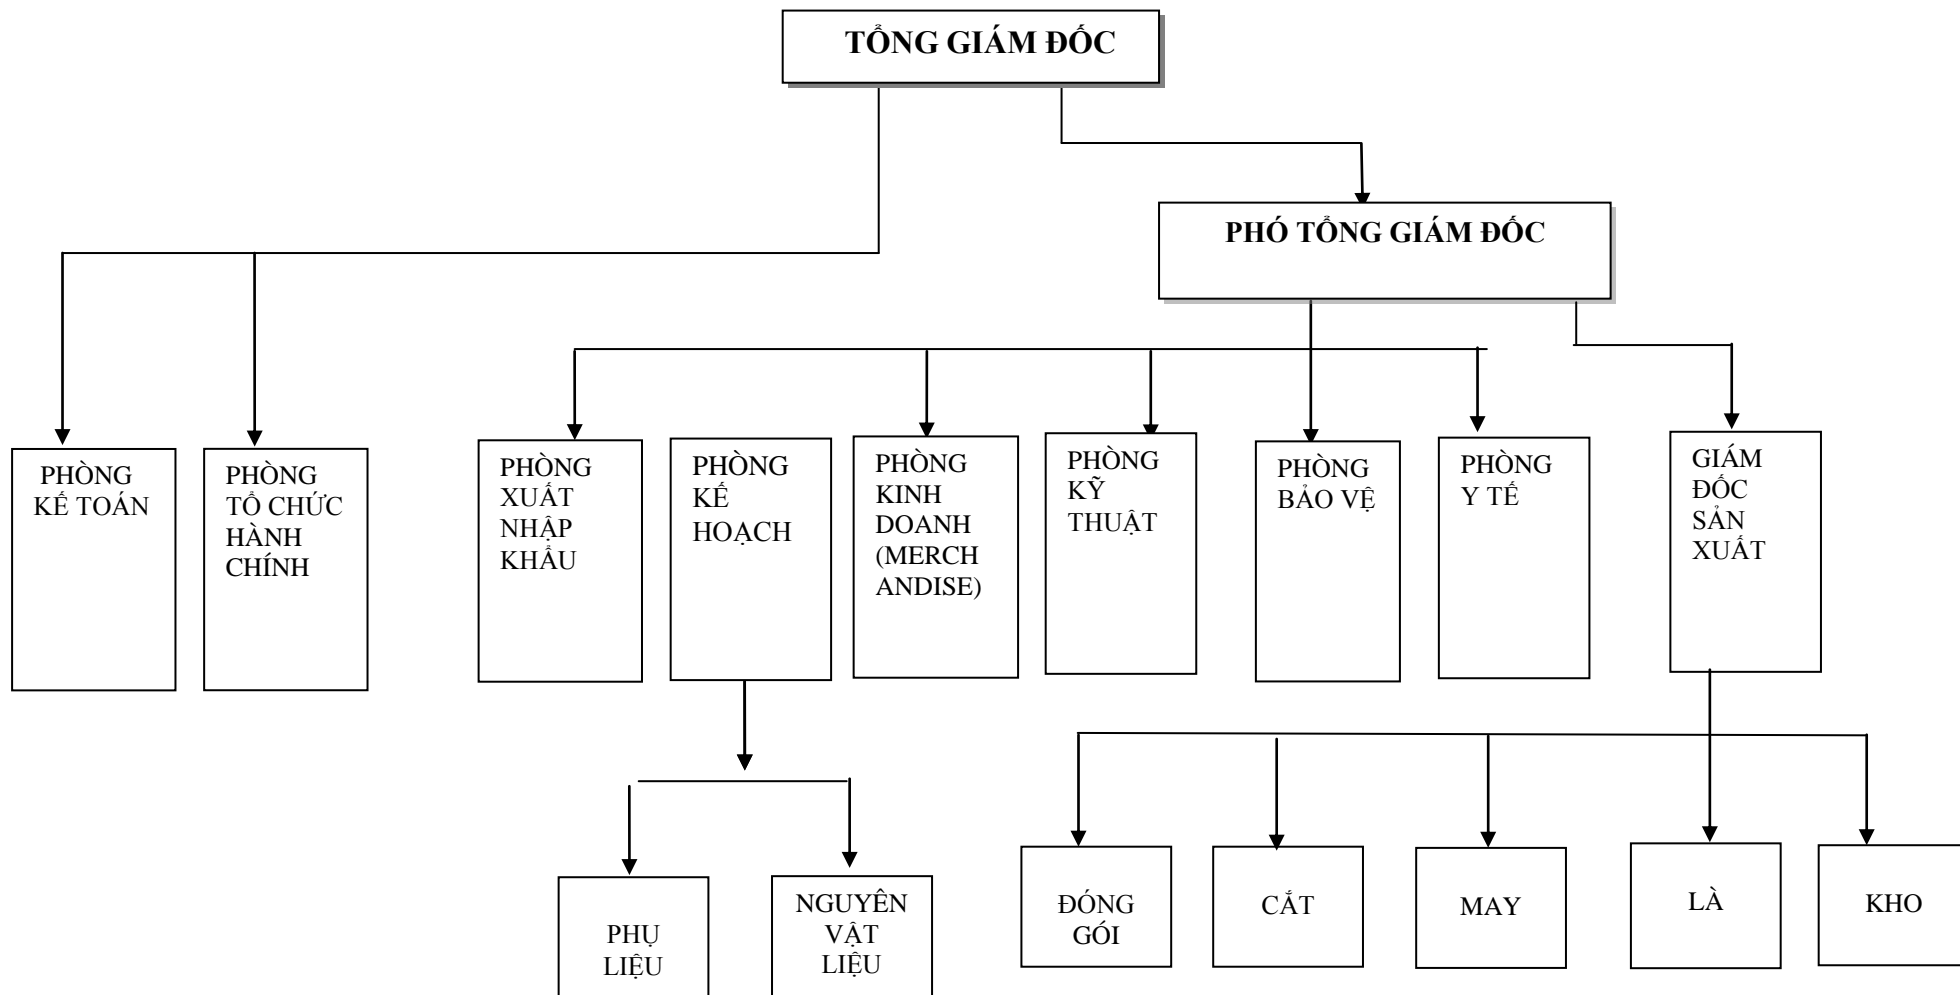 TỔNG GIÁM ĐỐC
PHÓ TỔNG GIÁM ĐỐC
PHÒNG
KẾ TOÁN
PHÒNG
TỔ CHỨC
HÀNH
CHÍNH
PHÒNG
XUẤT
NHẬP
KHẨU
PHÒNG
KẾ
HOẠCH
PHÒNG
KINH
DOANH
(MERCH
ANDISE)
PHÒNG
KỸ
THUẬT
PHÒNG
BẢO VỆ
PHÒNG
Y TẾ
GIÁM
ĐỐC
SẢN
XUẤT
PHỤ
LIỆU
NGUYÊN
VẬT
LIỆU
ĐÓNG
GÓI
CẮT
MAY
LÀ
KHO